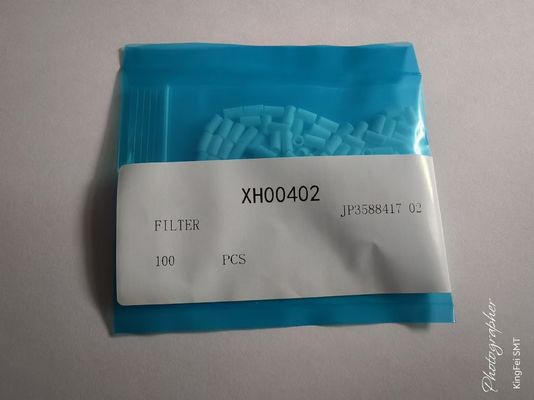 XH00402
JP3588417 02
FILTER
100 PCS
Photographer
KingFei SMT